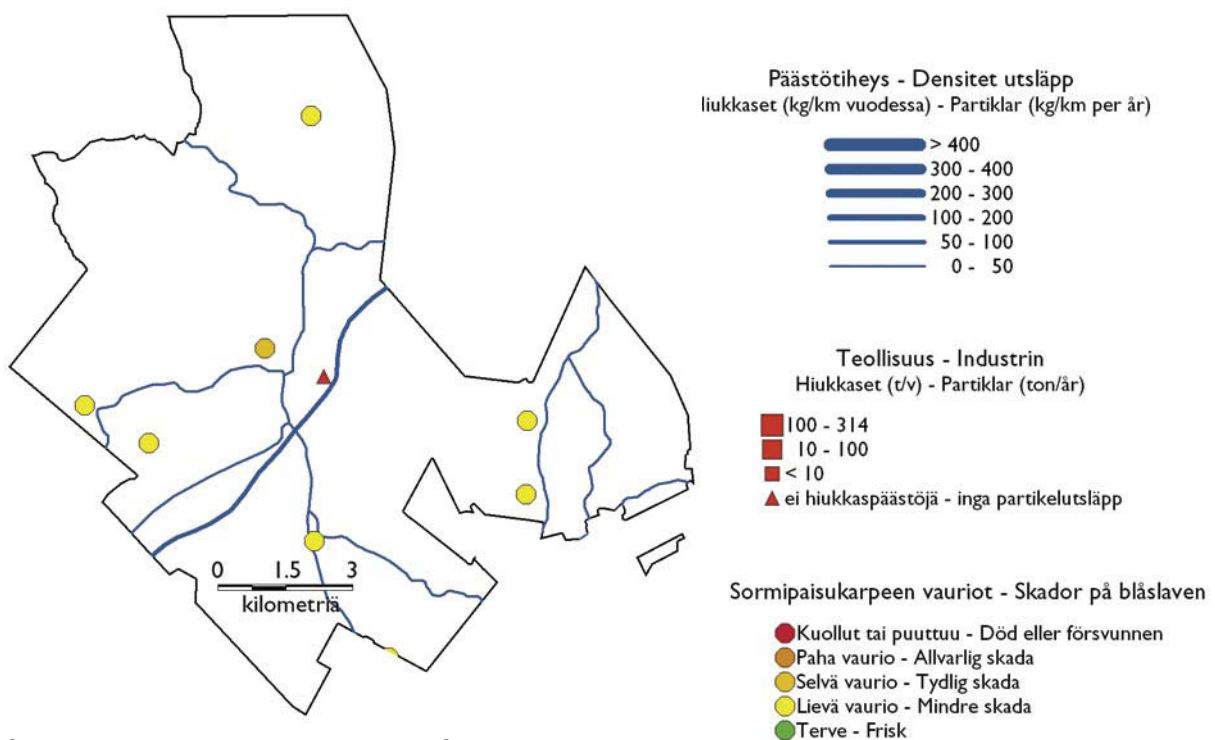 Päästötiheys - Densitet utsläpp
liukkaset (kg/km vuodessa) - Partiklar (kg/km per år)
> 400
300 - 400
200 - 300
100 - 200
50 - 100
0 - 50
Teollisuus - Industrin
Hiukkaset (t/v) - Partiklar (ton/år)
100 - 314
10 - 100
< 10
ei hiukkaspäästöjä - inga partikelutsläpp
0 1.5 3
kilometriä
Sormipaisukarpeen vauriot - Skador på blåslaven
Kuollut tai puuttuu - Död eller försvunnen
Paha vaurio - Allvarlig skada
Selvä vaurio - Tydlig skada
Lievä vaurio - Mindre skada
Terve - Frisk